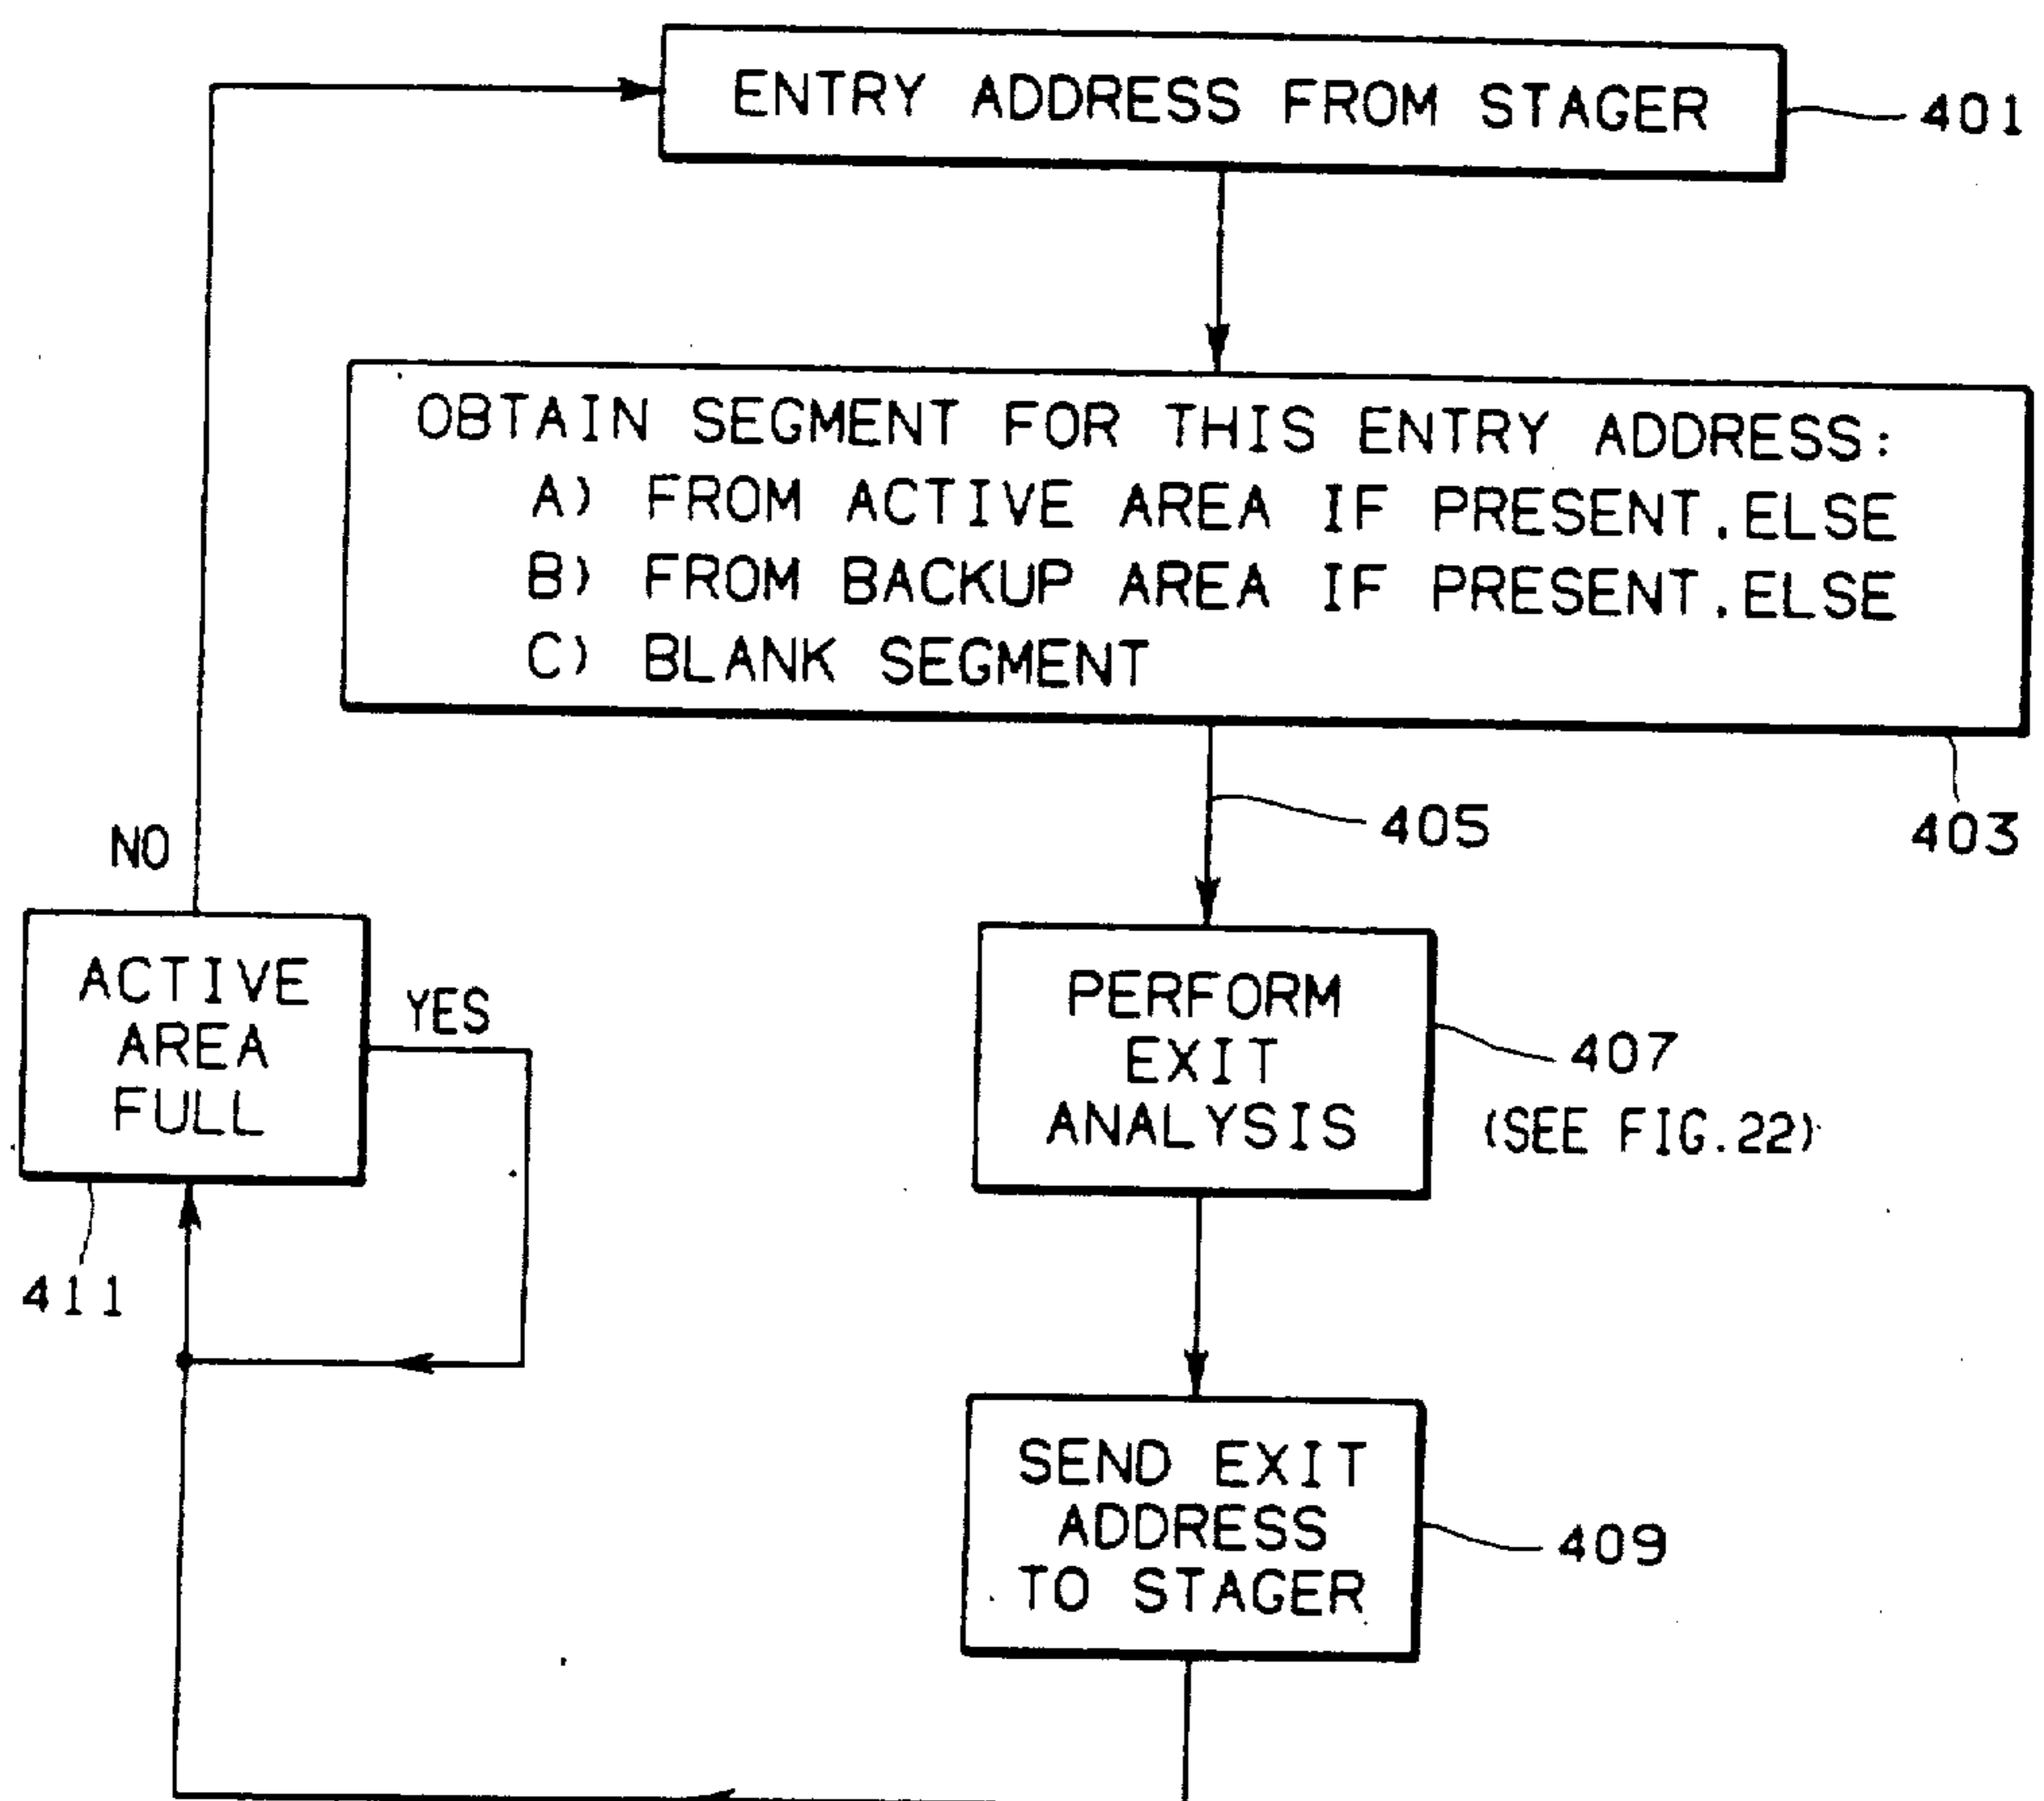 ENTRY ADDRESS FROM STAGER
401
OBTAIN SEGMENT FOR THIS ENTRY ADDRESS:
A) FROM ACTIVE AREA IF PRESENT.ELSE
B) FROM BACKUP AREA IF PRESENT.ELSE
C) BLANK SEGMENT
405
403
NO
ACTIVE
AREA
FULL
YES
411
PERFORM
EXIT
ANALYSIS
407
(SEE FIG.22)
SEND EXIT
ADDRESS
TO STAGER
409